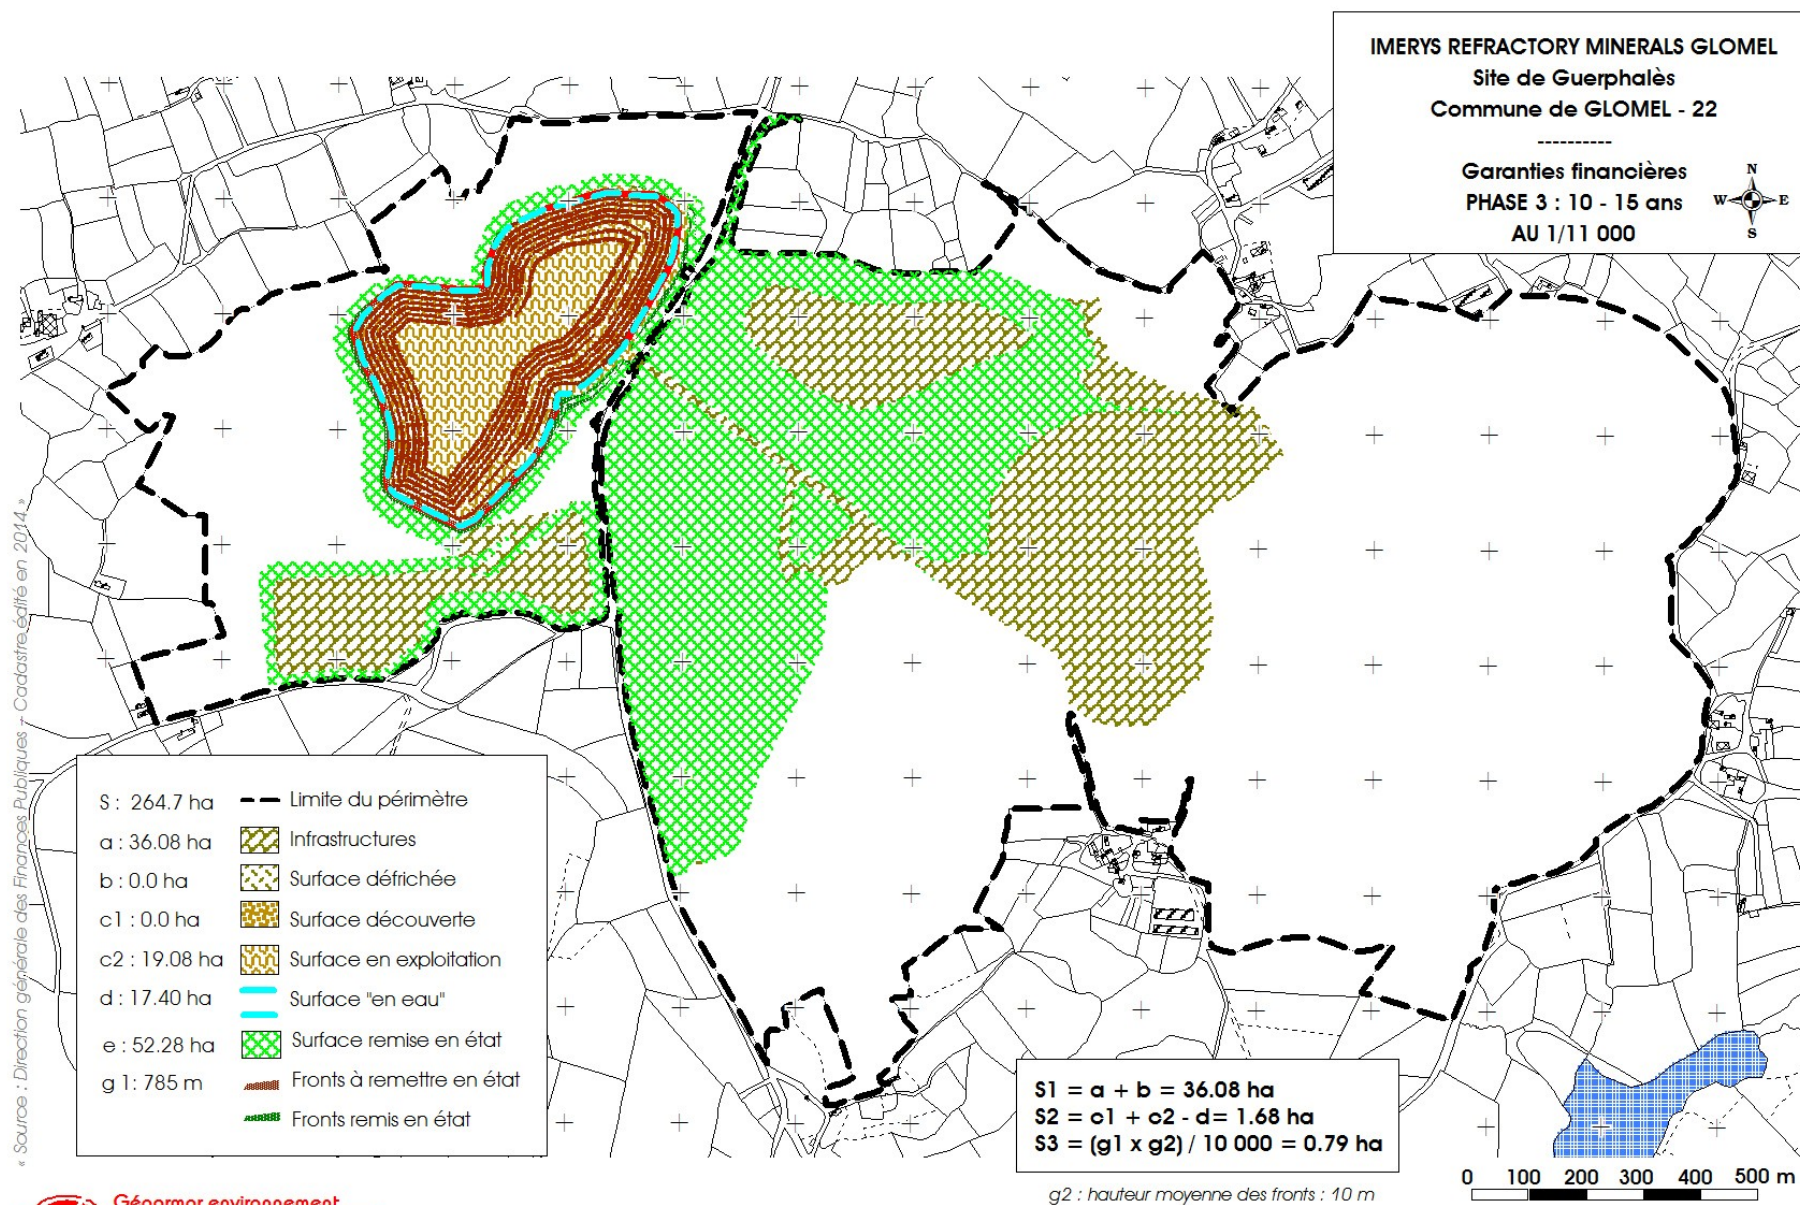 IMERYS REFRACTORY MINERALS GLOMEL
Site de Guerphalès
Commune de GLOMEL - 22
----------
Garanties financières
PHASE 3 : 10 - 15 ans
AU 1/11 000
N
W E
S
« Source : Direction générale des Finances Publiques - Cadastre édité en 2014 »
S : 264.7 ha
Limite du périmètre
a : 36.08 ha
Infrastructures
b : 0.0 ha
Surface défrichée
c1 : 0.0 ha
Surface découverte
c2 : 19.08 ha
Surface en exploitation
d : 17.40 ha
Surface "en eau"
e : 52.28 ha
Surface remise en état
g 1 : 785 m
Fronts à remettre en état
Fronts remis en état
S1 = a + b = 36.08 ha
S2 = c1 + c2 - d= 1.68 ha
S3 = (g1 x g2) / 10 000 = 0.79 ha
g2 : hauteur moyenne des fronts : 10 m
0 100 200 300 400 500 m
Géoarmor environnement